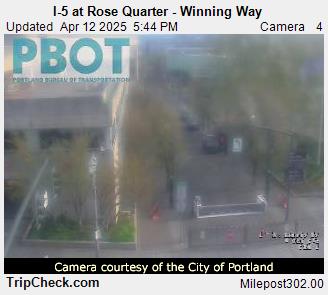 I-5 at Rose Quarter - Winning Way
Updated Apr 12 2025 5:44 PM Camera 4
PBOT
PORTLAND BUREAU OF TRANSPORTATION
Camera courtesy of the City of Portland
TripCheck.com Milepost302.00